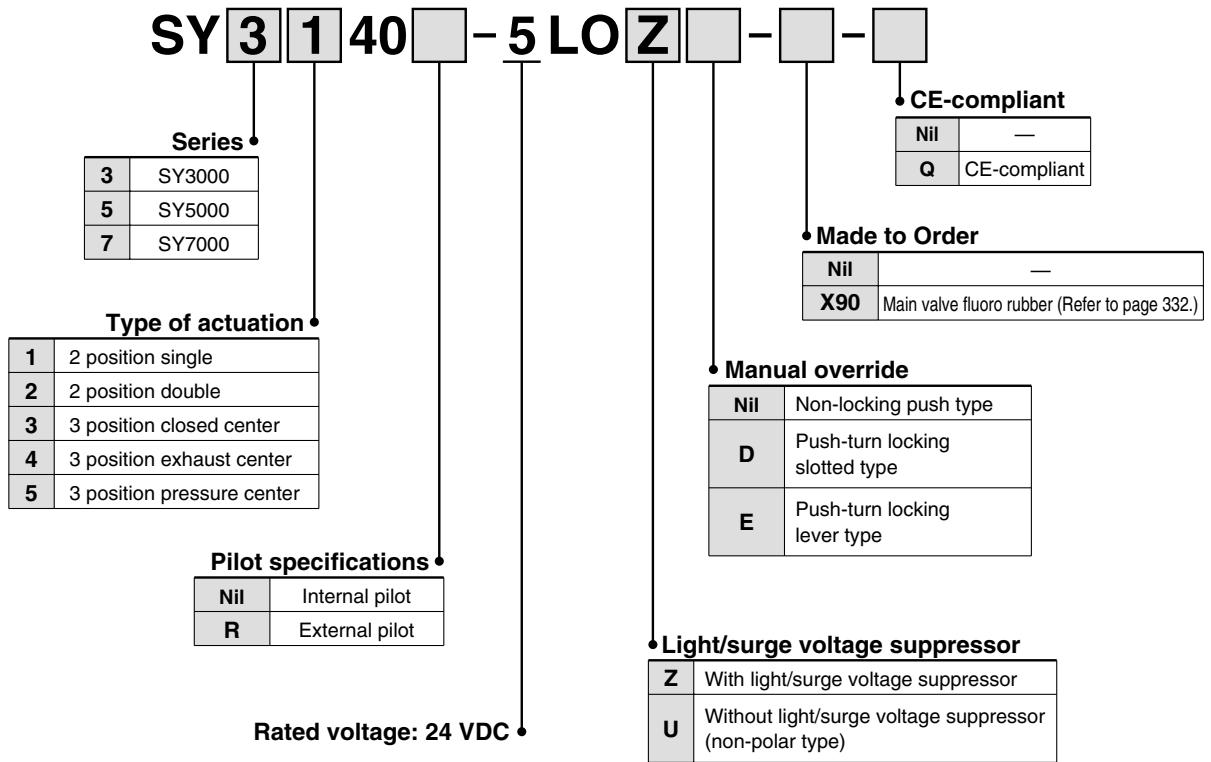 SY 3 1 40 - 5 LO Z - -
CE-compliant
Nil —
Q CE-compliant
Series
3 SY3000
5 SY5000
7 SY7000
Made to Order
Nil —
X90 Main valve fluoro rubber (Refer to page 332.)
Type of actuation
1 2 position single
2 2 position double
3 3 position closed center
4 3 position exhaust center
5 3 position pressure center
Manual override
Nil Non-locking push type
D Push-turn locking
slotted type
E Push-turn locking
lever type
Pilot specifications
Nil Internal pilot
R External pilot
Light/surge voltage suppressor
Z With light/surge voltage suppressor
U Without light/surge voltage suppressor
(non-polar type)
Rated voltage: 24 VDC